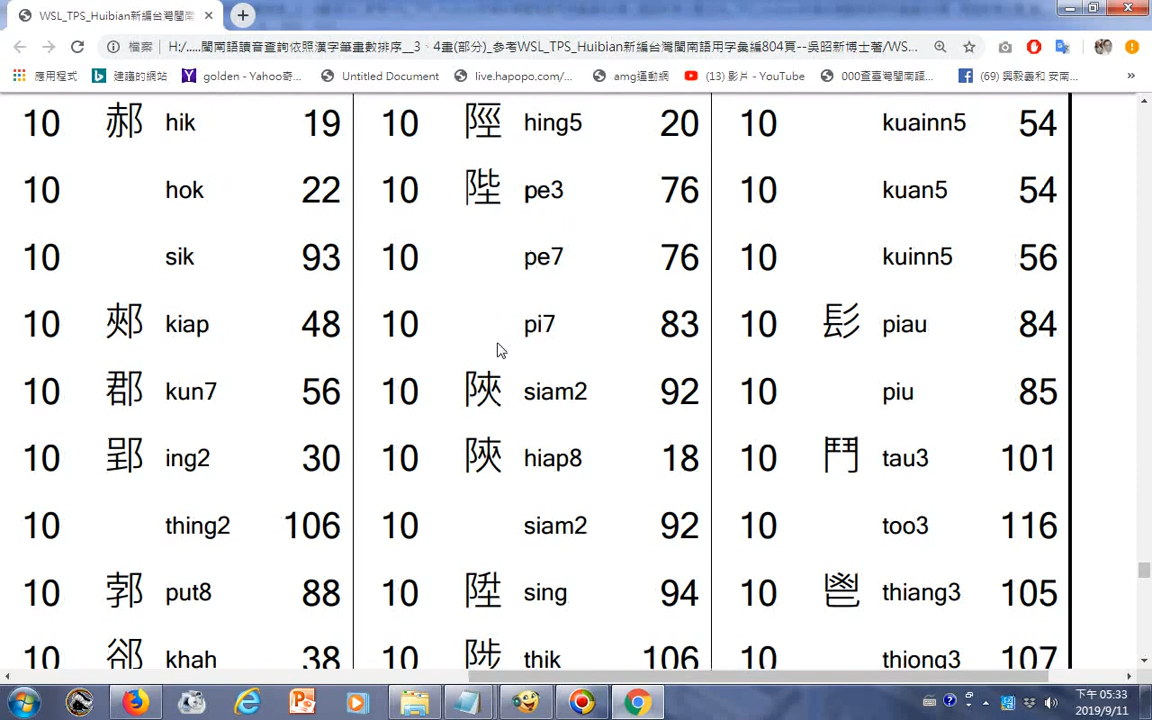 WSL_TPS_Huibian新編台灣閩南
檔案 H:/.....閩南語讀音查詢依照漢字筆畫數排序__3、4畫(部分)_參考WSL_TPS_Huibian新編台灣閩南語用字彙編804頁--吳昭新博士著/WS...
應用程式 建議的網站 golden - Yahoo奇... Untitled Document live.hapopo.com/... amg運動網 (13) 影片 - YouTube 000查臺灣閩南語... (69) 興毅義和 安南... »
10 郝 hik 19 10 陘 hing5 20 10 kuainn5 54
10 hok 22 10 陛 pe3 76 10 kuan5 54
10 sik 93 10 pe7 76 10 kuinn5 56
10 郟 kiap 48 10 pi7 83 10 髟 piau 84
10 郡 kun7 56 10 陝 siam2 92 10 piu 85
10 郢 ing2 30 10 陜 hiap8 18 10 鬥 tau3 101
10 thing2 106 10 siam2 92 10 too3 116
10 郭 put8 88 10 陞 sing 94 10 鬯 thiang3 105
10 郤 khah 38 10 陟 thik 106 10 thiong3 107
下午 05:33
2019/9/11